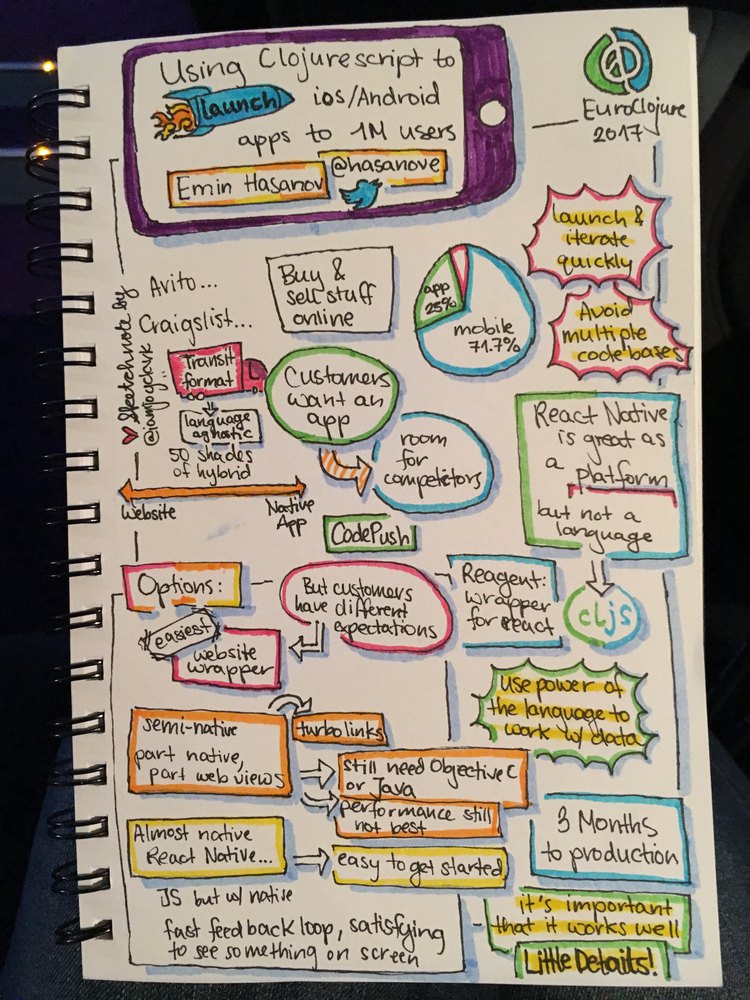 Using Clojurescript to
launch ios/Android
apps to 1M users
Emin Hasanov
@hasanove
EuroClojure
2017
Sketchnote by
@iamjoyclark
Avito...
Craigslist...
Buy &
sell stuff
online
app
25%
mobile
71.7%
launch &
iterate
quickly
Avoid
multiple
codebases
Transit
format
language
agnostic
Customers
want an
app
room
for
competitors
50 shades
of hybrid
Website
Native
App
CodePush
React Native
is great as
a platform
but not a
language
cljs
Options:
But customers
have different
expectations
easiest
website
wrapper
Reagent:
wrapper
for react
Use power of
the language to
work w/ data
semi-native
part native,
part web views
turbolinks
still need Objective C
or Java
performance still
not best
Almost native
React Native...
easy to get started
JS but w/ native
fast feedback loop, satisfying
to see something on screen
3 Months
to production
it's important
that it works well
Little Details!